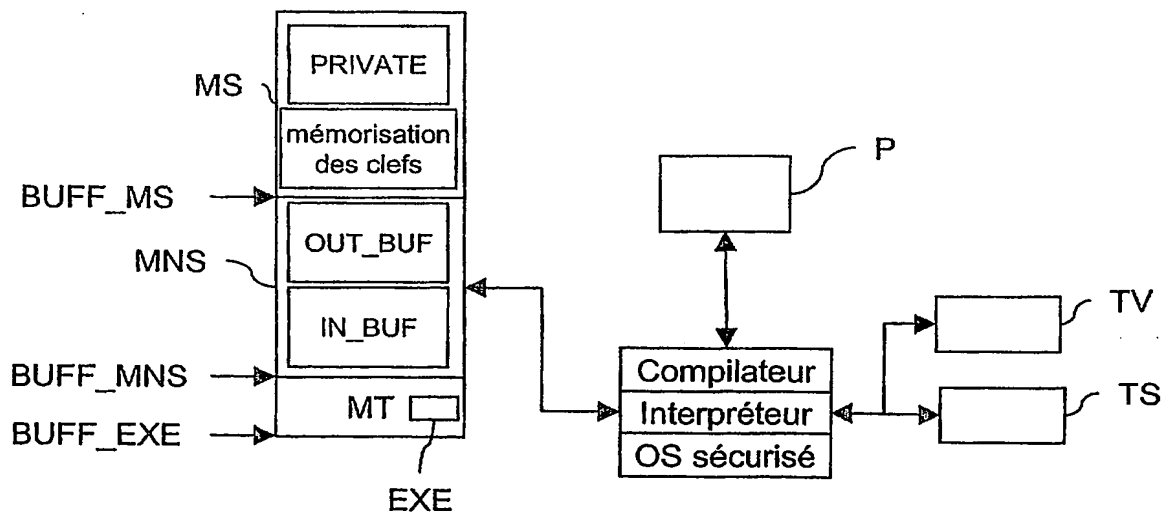 PRIVATE
MS
mémorisation
des clefs
P
BUFF_MS
OUT_BUF
MNS
IN_BUF
TV
Compilateur
BUFF_MNS
TS
MT
Interpréteur
BUFF_EXE
OS sécurisé
EXE